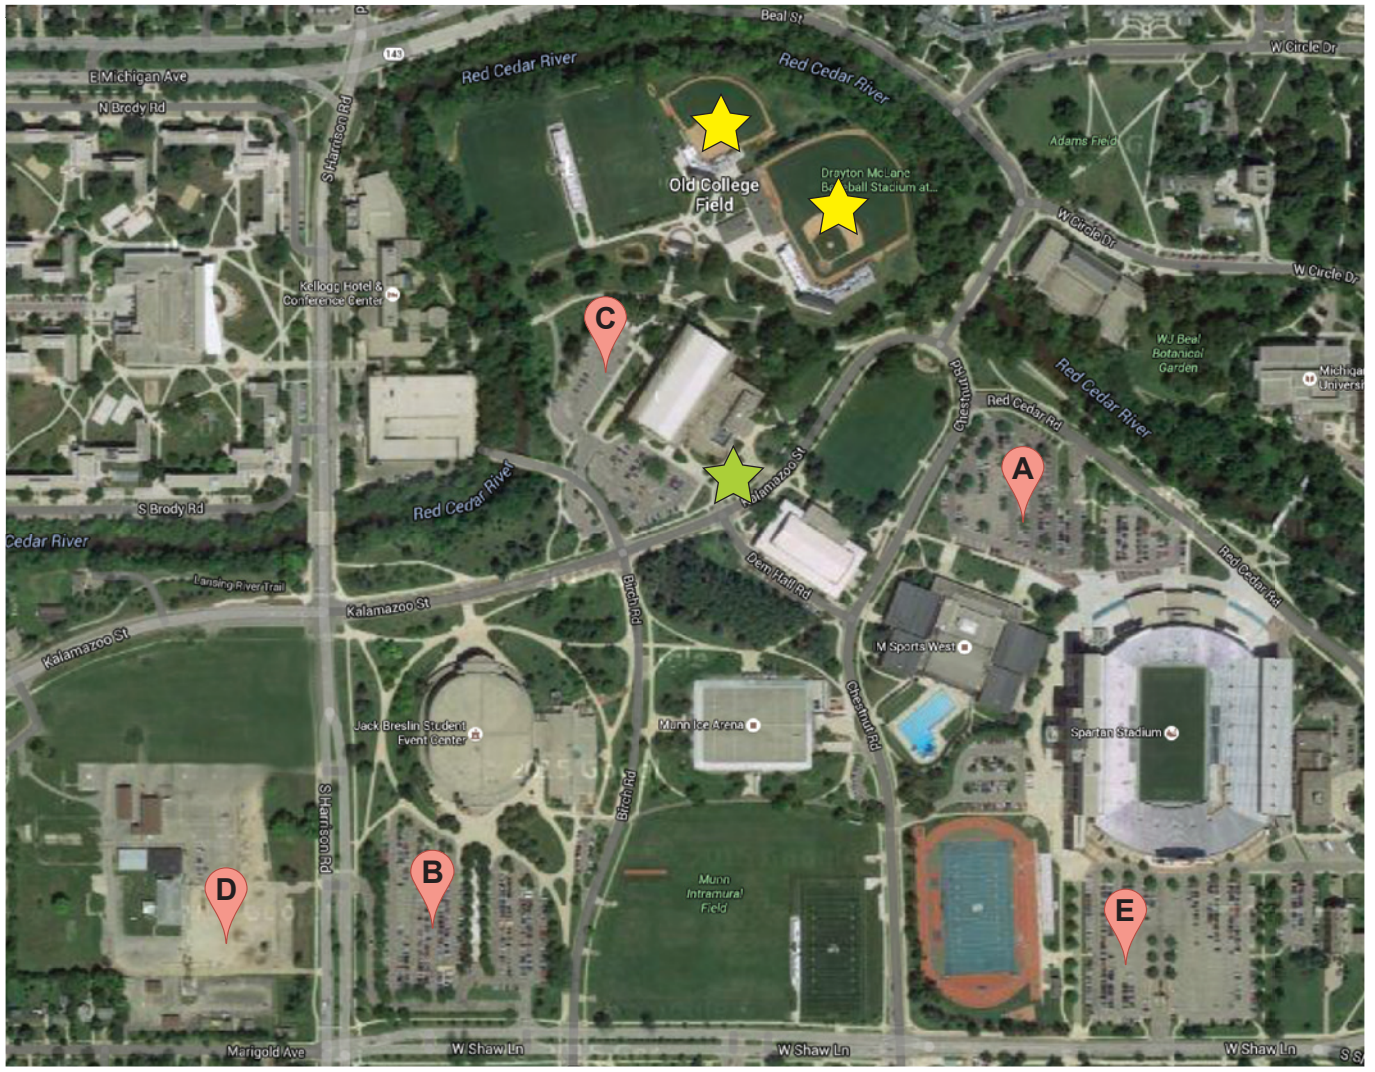 Beal St
143
W Circle Dr
E Michigan Ave
Red Cedar River
Red Cedar River
N Brody Rd
S Harrison Rd
Adams Field
Drayton McLane
Baseball Stadium at...
Old College
Field
W Circle Dr
W Circle Dr
Kellogg Hotel &
Conference Center
C
WJ Beal
Botanical
Garden
Red Cedar River
Chestnut Rd
Red Cedar Rd
A
Kalamazoo St
Red Cedar River
S Brody Rd
Cedar River
Lansing River Trail
Dem Hall Rd
Red Cedar Rd
Birch Rd
Kalamazoo St
Kalamazoo St
M Sports West
Jack Breslin Student
Event Center
Munn Ice Arena
Chestnut Rd
Spartan Stadium
Birch Rd
S Harrison Rd
B
D
Munn
Intramural
Field
E
Marigold Ave
W Shaw Ln
W Shaw Ln
W Shaw Ln